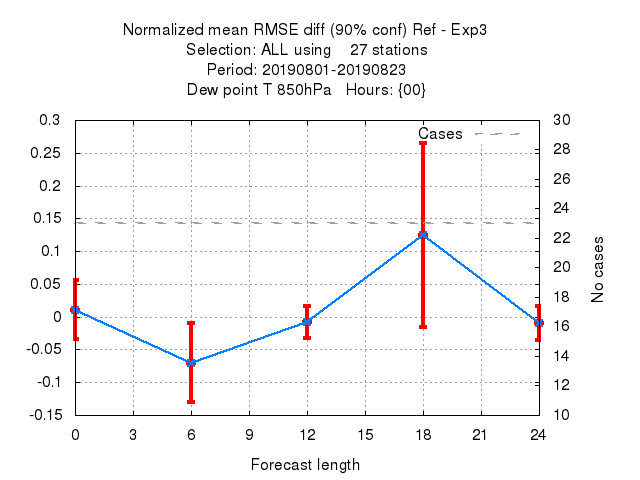 Normalized mean RMSE diff (90% conf) Ref - Exp3
Selection: ALL using    27 stations
Period: 20190801-20190823
Dew point T 850hPa   Hours: {00}
Cases
0.3
0.25
0.2
0.15
0.1
0.05
0
-0.05
-0.1
-0.15
30
28
26
24
22
20
18
16
14
12
10
No cases
0 3 6 9 12 15 18 21 24
Forecast length